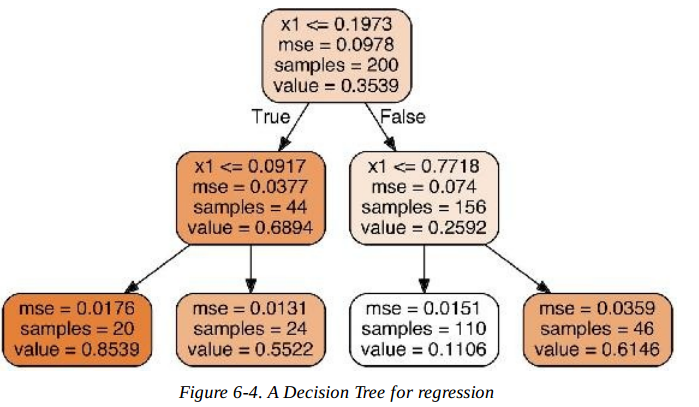 x1 <= 0.1973
mse = 0.0978
samples = 200
value = 0.3539
True
False
x1 <= 0.0917
mse = 0.0377
samples = 44
value = 0.6894
x1 <= 0.7718
mse = 0.074
samples = 156
value = 0.2592
mse = 0.0176
samples = 20
value = 0.8539
mse = 0.0131
samples = 24
value = 0.5522
mse = 0.0151
samples = 110
value = 0.1106
mse = 0.0359
samples = 46
value = 0.6146
Figure 6-4. A Decision Tree for regression